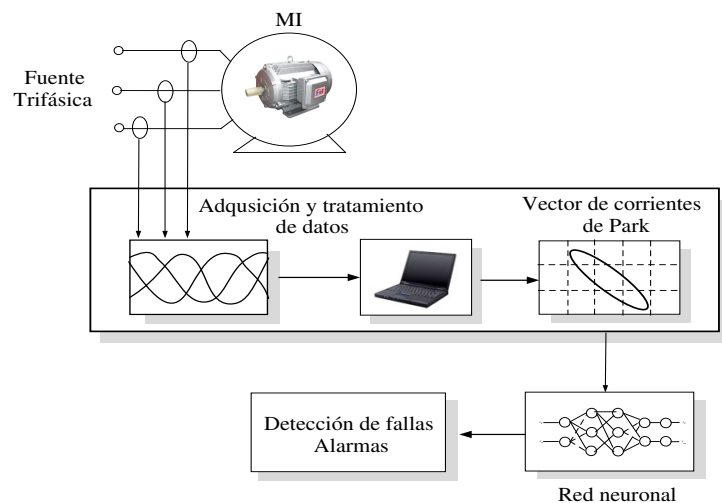 MI
Fuente
Trifásica
Adqusición y tratamiento
de datos
Vector de corrientes
de Park
Detección de fallas
Alarmas
Red neuronal